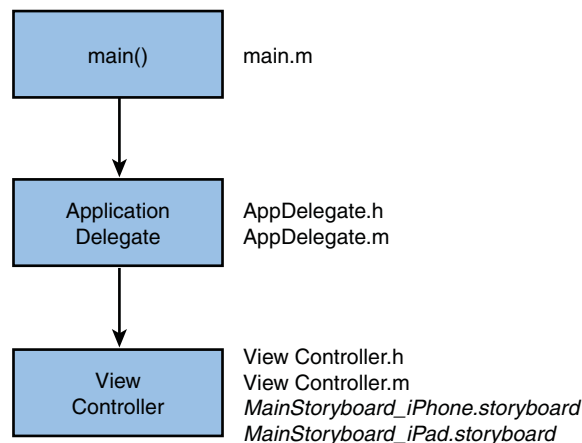 main()
main.m
Application
Delegate
AppDelegate.h
AppDelegate.m
View
Controller
View Controller.h
View Controller.m
MainStoryboard_iPhone.storyboard
MainStoryboard_iPad.storyboard